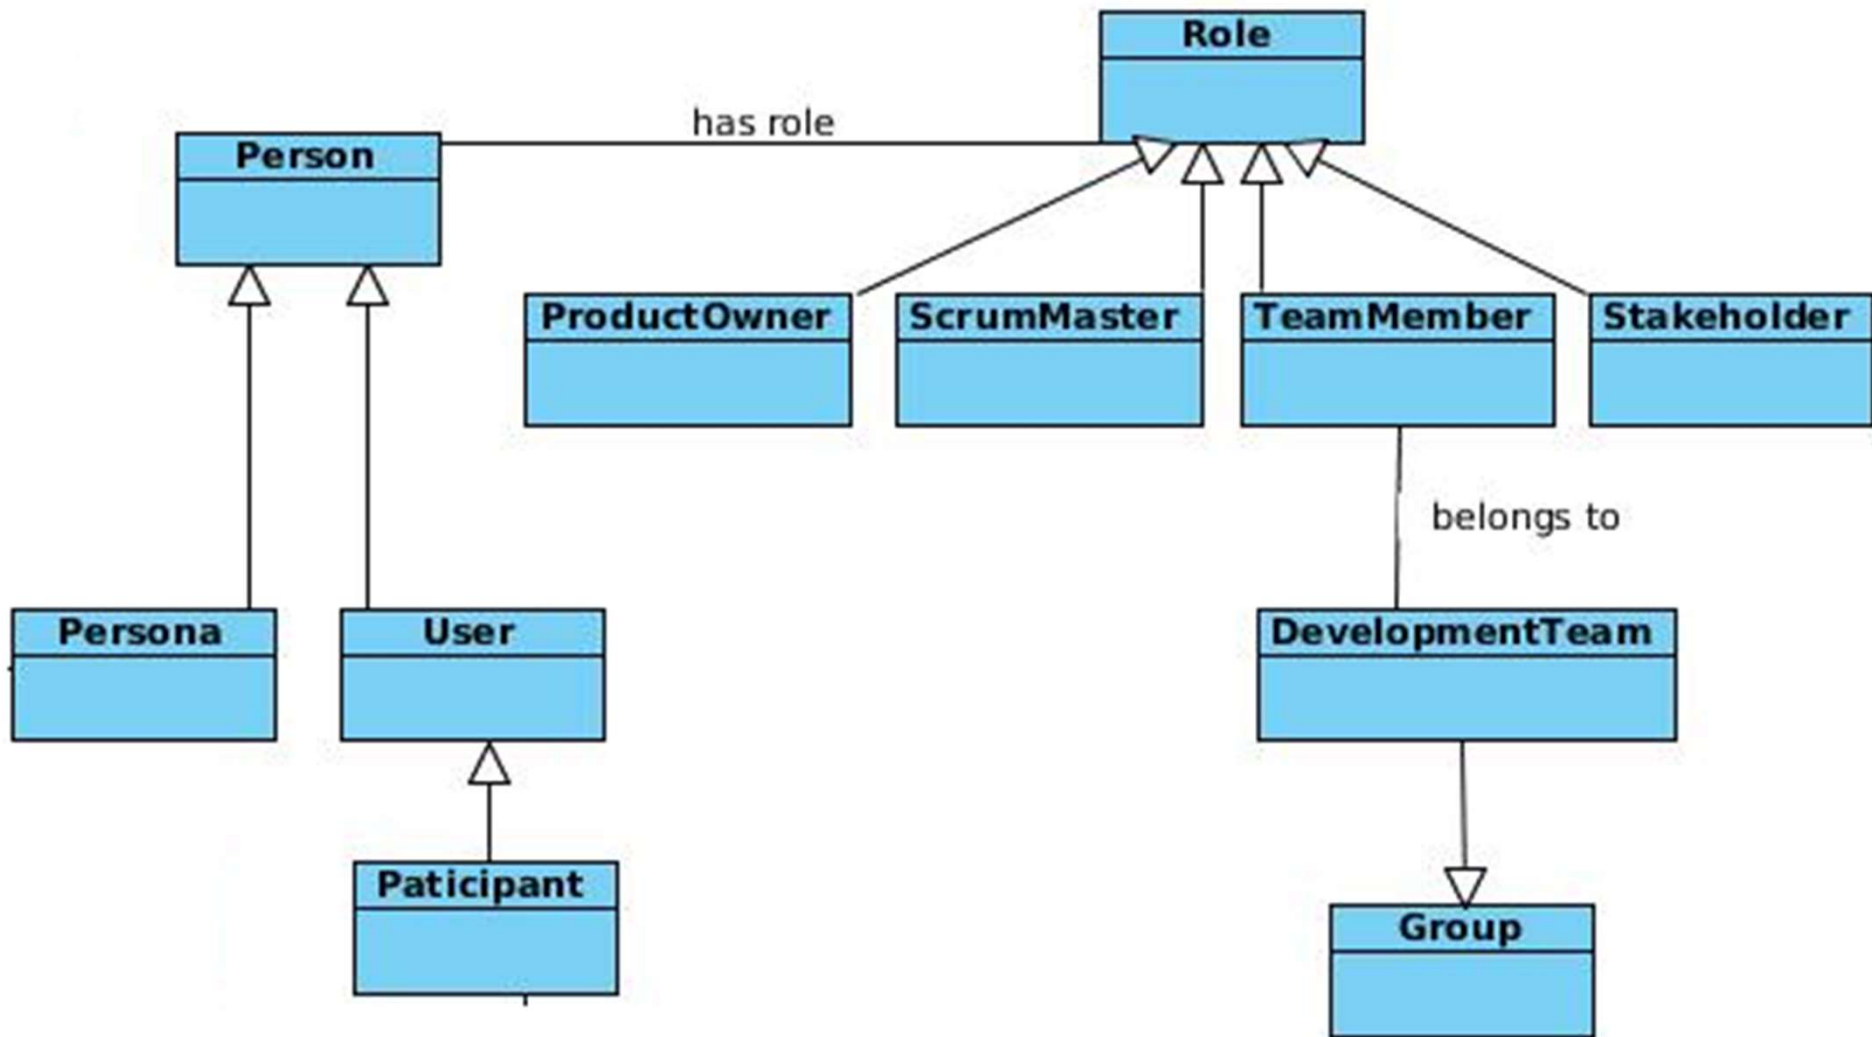 Role
has role
Person
ProductOwner
ScrumMaster
TeamMember
Stakeholder
belongs to
Persona
User
DevelopmentTeam
Paticipant
Group